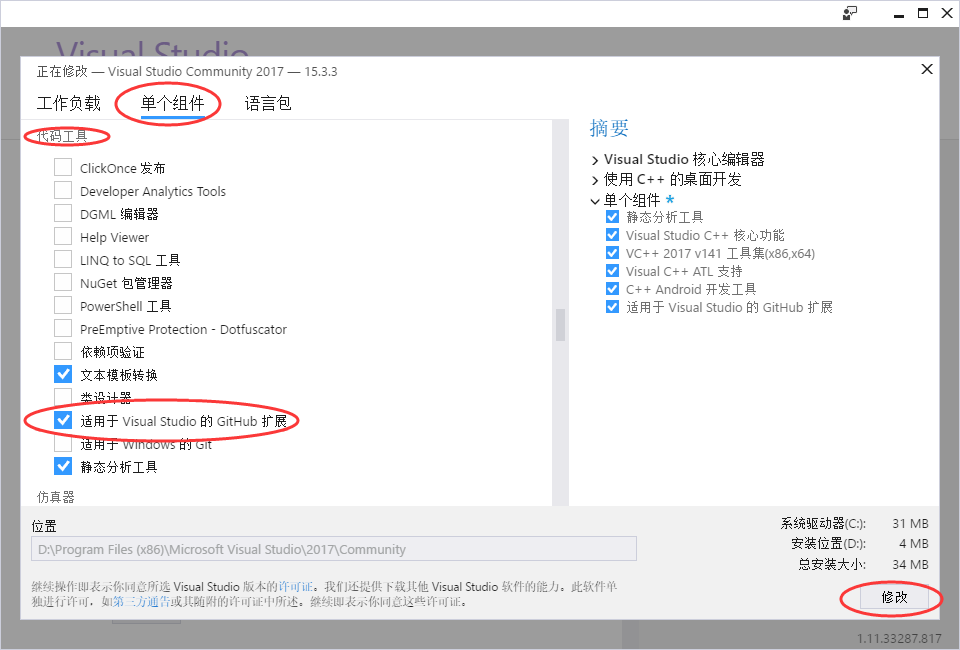 Visual Studio
正在修改 — Visual Studio Community 2017 — 15.3.3
工作负载 单个组件 语言包
代码工具
ClickOnce 发布
Developer Analytics Tools
DGML 编辑器
Help Viewer
LINQ to SQL 工具
NuGet 包管理器
PowerShell 工具
PreEmptive Protection - Dotfuscator
依赖项验证
文本模板转换
类设计器
适用于 Visual Studio 的 GitHub 扩展
适用于 Windows 的 Git
静态分析工具
仿真器
摘要
Visual Studio 核心编辑器
使用 C++ 的桌面开发
单个组件 *
静态分析工具
Visual Studio C++ 核心功能
VC++ 2017 v141 工具集(x86,x64)
Visual C++ ATL 支持
C++ Android 开发工具
适用于 Visual Studio 的 GitHub 扩展
位置
D:\Program Files (x86)\Microsoft Visual Studio\2017\Community
系统驱动器(C:): 31 MB
安装位置(D:): 4 MB
总安装大小: 34 MB
继续操作即表示你同意所选 Visual Studio 版本的许可证。我们还提供下载其他 Visual Studio 软件的能力。此软件单
独进行许可，如第三方通告或其随附的许可证中所述。继续即表示你同意这些许可证。
修改
1.11.33287.817